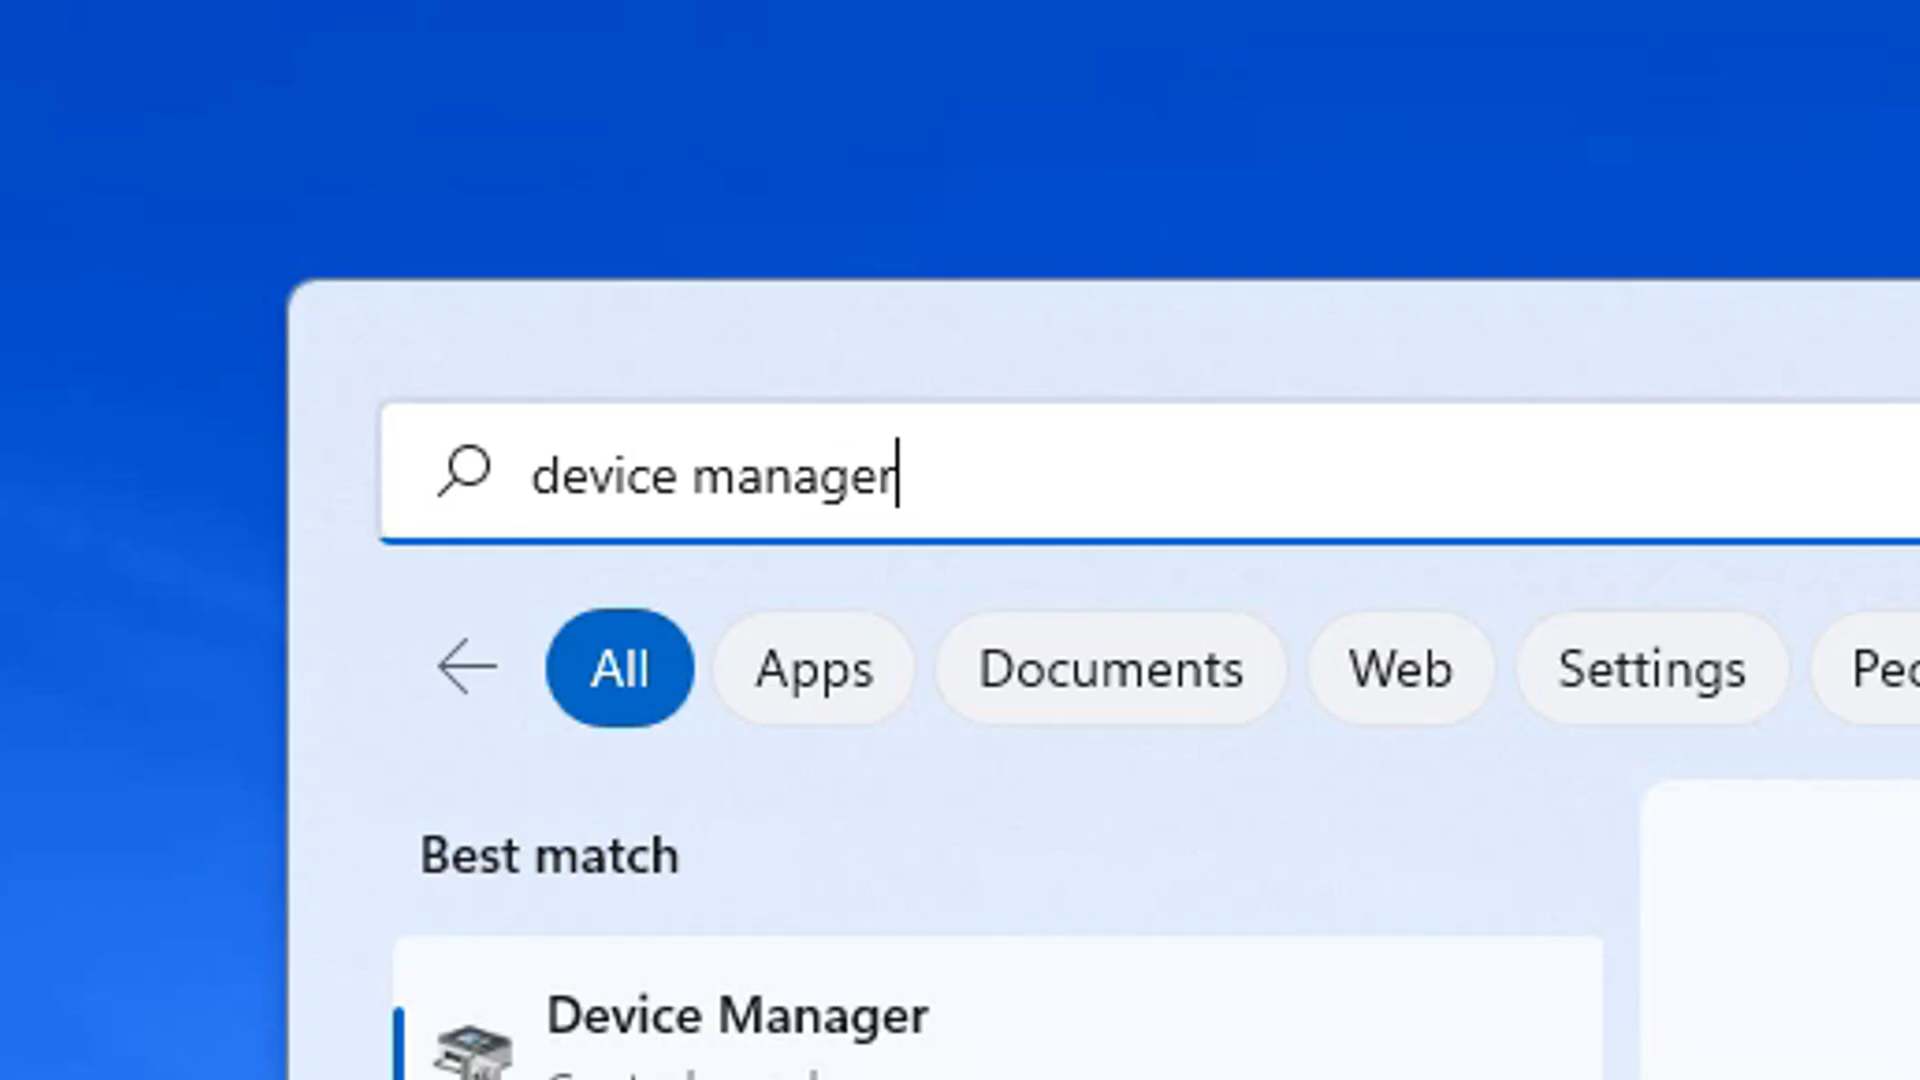 device manager
All Apps Documents Web Settings
Best match
Device Manager